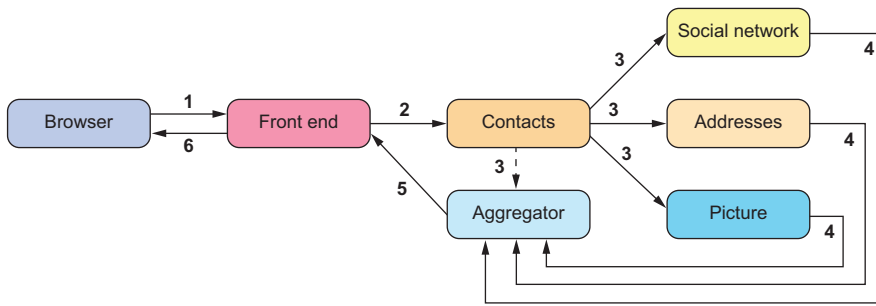 Social network
4
3
1
2
3
Browser
Front end
Contacts
Addresses
6
3
3
4
5
Aggregator
Picture
4